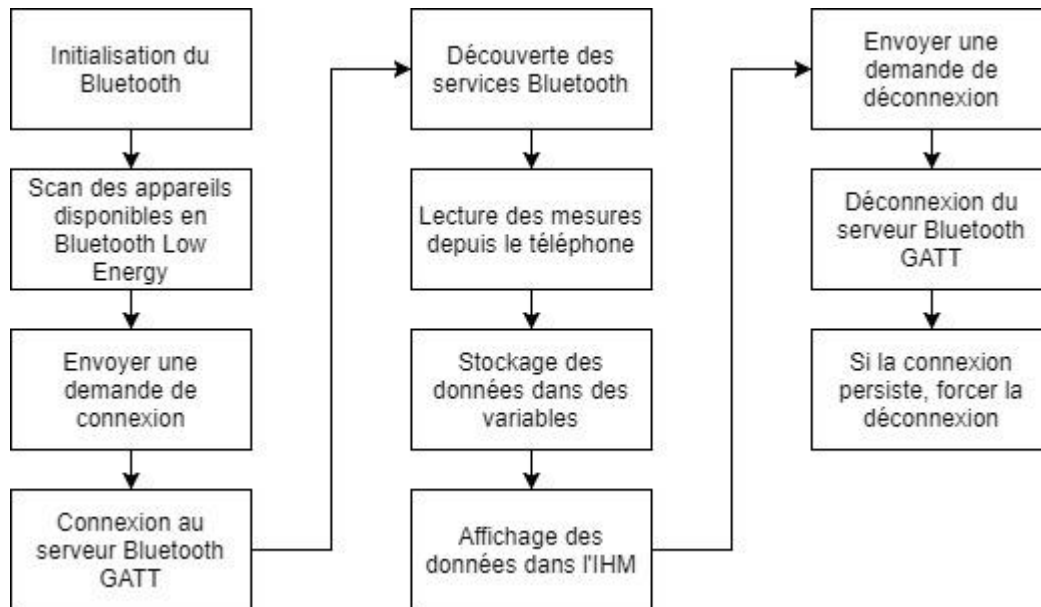 Initialisation du
Bluetooth
Scan des appareils
disponibles en
Bluetooth Low
Energy
Envoyer une
demande de
connexion
Connexion au
serveur Bluetooth
GATT
Découverte des
services Bluetooth
Lecture des mesures
depuis le téléphone
Stockage des
données dans des
variables
Affichage des
données dans l'IHM
Envoyer une
demande de
déconnexion
Déconnexion du
serveur Bluetooth
GATT
Si la connexion
persiste, forcer la
déconnexion